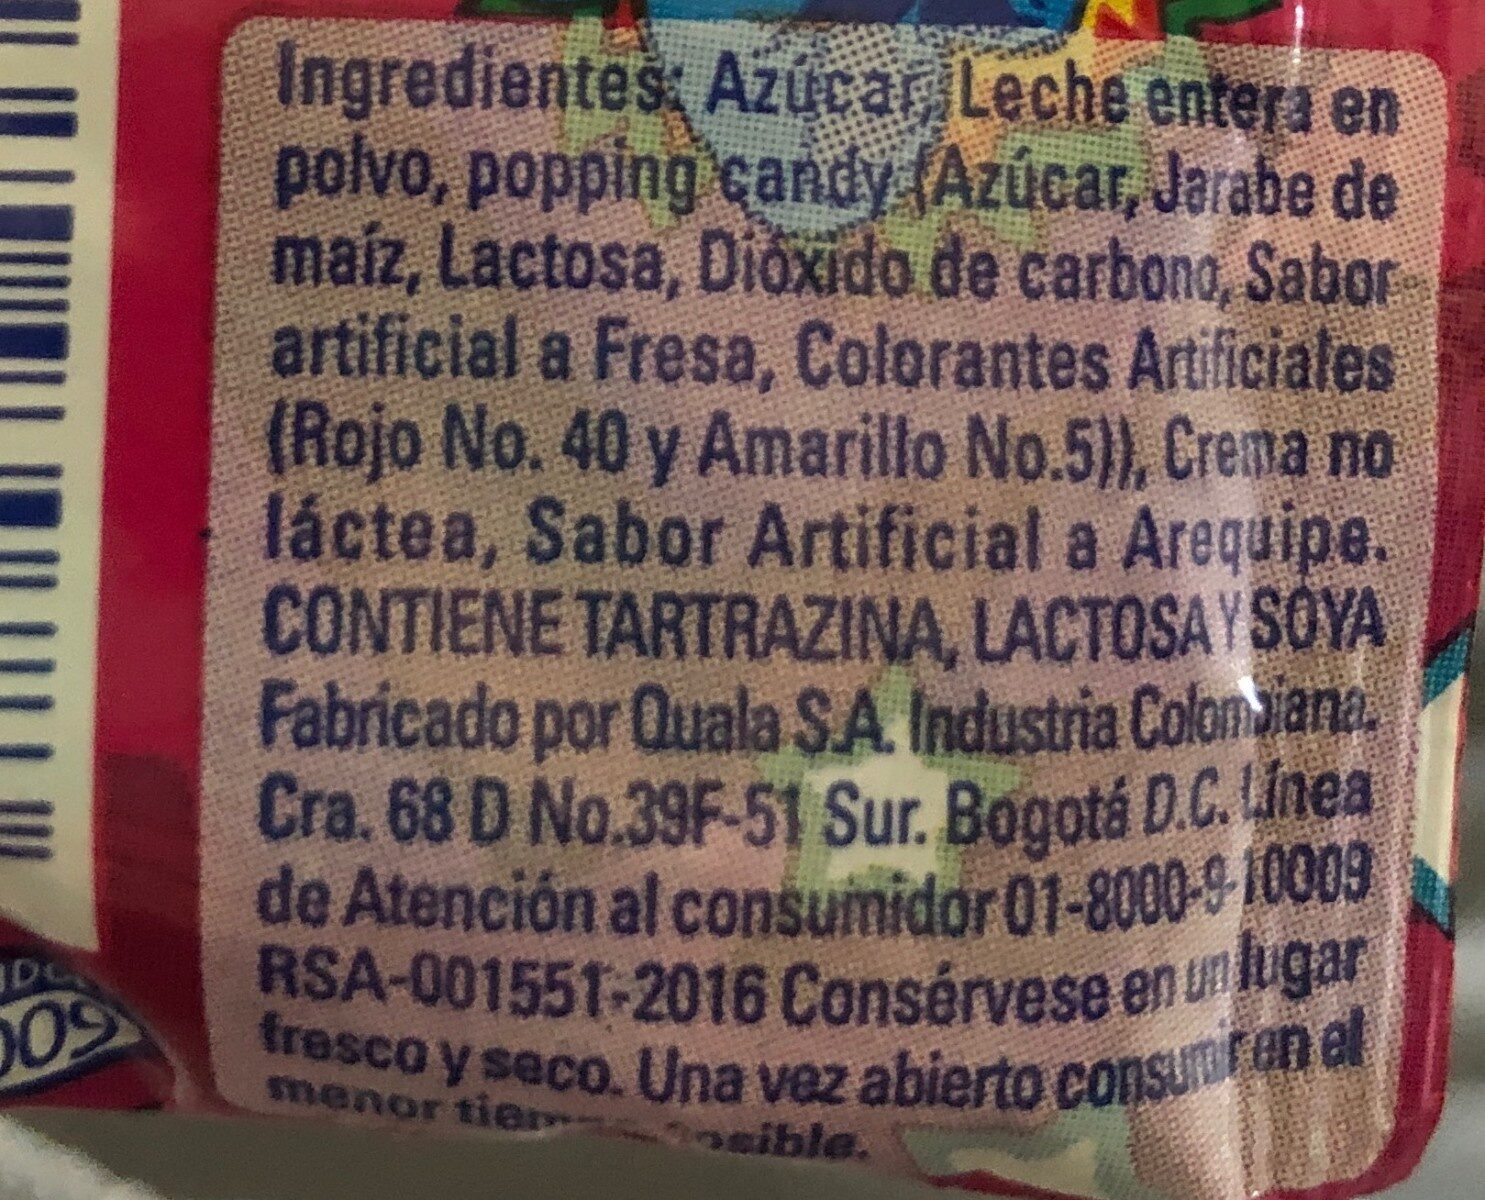 Ingredientes: Azúcar, Leche entera en
polvo, popping candy (Azúcar, Jarabe de
maíz, Lactosa, Dióxido de carbono, Sabor
artificial a Fresa, Colorantes Artificiales
(Rojo No. 40 y Amarillo No.5)), Crema no
láctea, Sabor Artificial a Arequipe.
CONTIENE TARTRAZINA, LACTOSA Y SOYA
Fabricado por Quala S.A. Industria Colombiana.
Cra. 68 D No.39F-51 Sur. Bogotá D.C. Línea
de Atención al consumidor 01-8000-9-10009
RSA-001551-2016 Consérvese en un lugar
fresco y seco. Una vez abierto consumir en el
menor